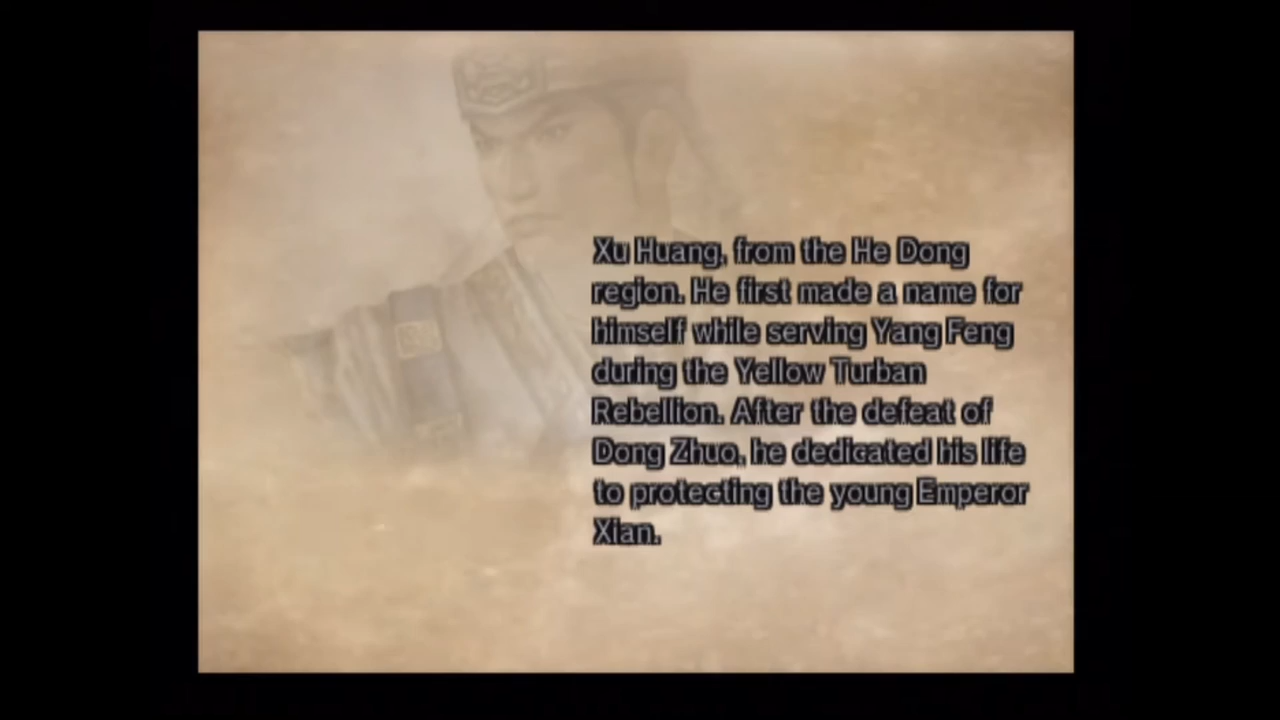 Xu Huang, from the He Dong
region. He first made a name for
himself while serving Yang Feng
during the Yellow Turban
Rebellion. After the defeat of
Dong Zhuo, he dedicated his life
to protecting the young Emperor
Xian.